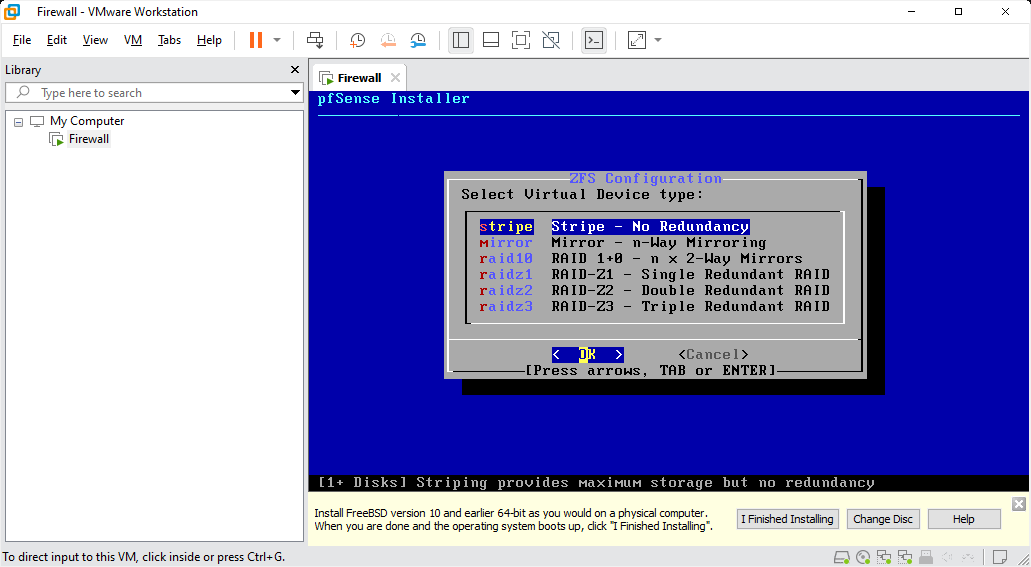 Firewall - VMware Workstation
File Edit View VM Tabs Help
Library
Type here to search
My Computer
Firewall
Firewall
pfSense Installer
ZFS Configuration
Select Virtual Device type:
stripe Stripe - No Redundancy
mirror Mirror - n-Way Mirroring
raid10 RAID 1+0 - n x 2-Way Mirrors
raidz1 RAID-Z1 - Single Redundant RAID
raidz2 RAID-Z2 - Double Redundant RAID
raidz3 RAID-Z3 - Triple Redundant RAID
< OK > <Cancel>
[Press arrows, TAB or ENTER]
[1+ Disks] Striping provides maximum storage but no redundancy
Install FreeBSD version 10 and earlier 64-bit as you would on a physical computer.
When you are done and the operating system boots up, click "I Finished Installing".
I Finished Installing Change Disc Help
To direct input to this VM, click inside or press Ctrl+G.